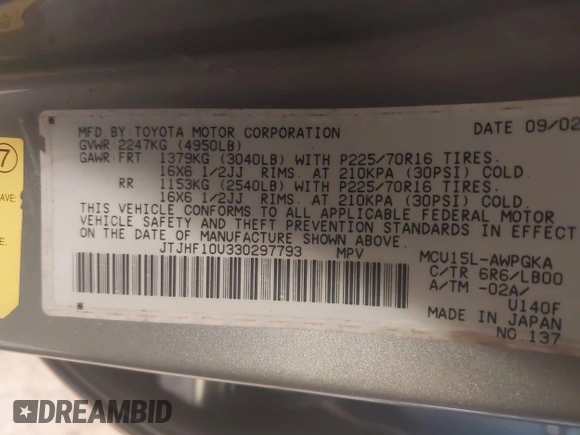 MFD BY:TOYOTA MOTOR CORPORATION DATE 09/02
GVWR:2247KG (4950LB)
GAWR:FRT 1379KG (3040LB) WITH P225/70R16 TIRES.
16X6 1/2JJ RIMS. AT 210KPA (30PSI) COLD.
RR 1153KG (2540LB) WITH P225/70R16 TIRES.
16X6 1/2JJ RIMS. AT 210KPA (30PSI) COLD.
THIS VEHICLE CONFORMS TO ALL APPLICABLE FEDERAL MOTOR
VEHICLE SAFETY AND THEFT PREVENTION STANDARDS IN EFFECT
ON THE DATE OF MANUFACTURE SHOWN ABOVE.
JTJHF10U330297793 MPV MCU15L-AWPGKA
C/TR 6R6/LB00
A/TM -02A/
U140F
MADE IN JAPAN
NO.137
7
AVE:
DREAMBID